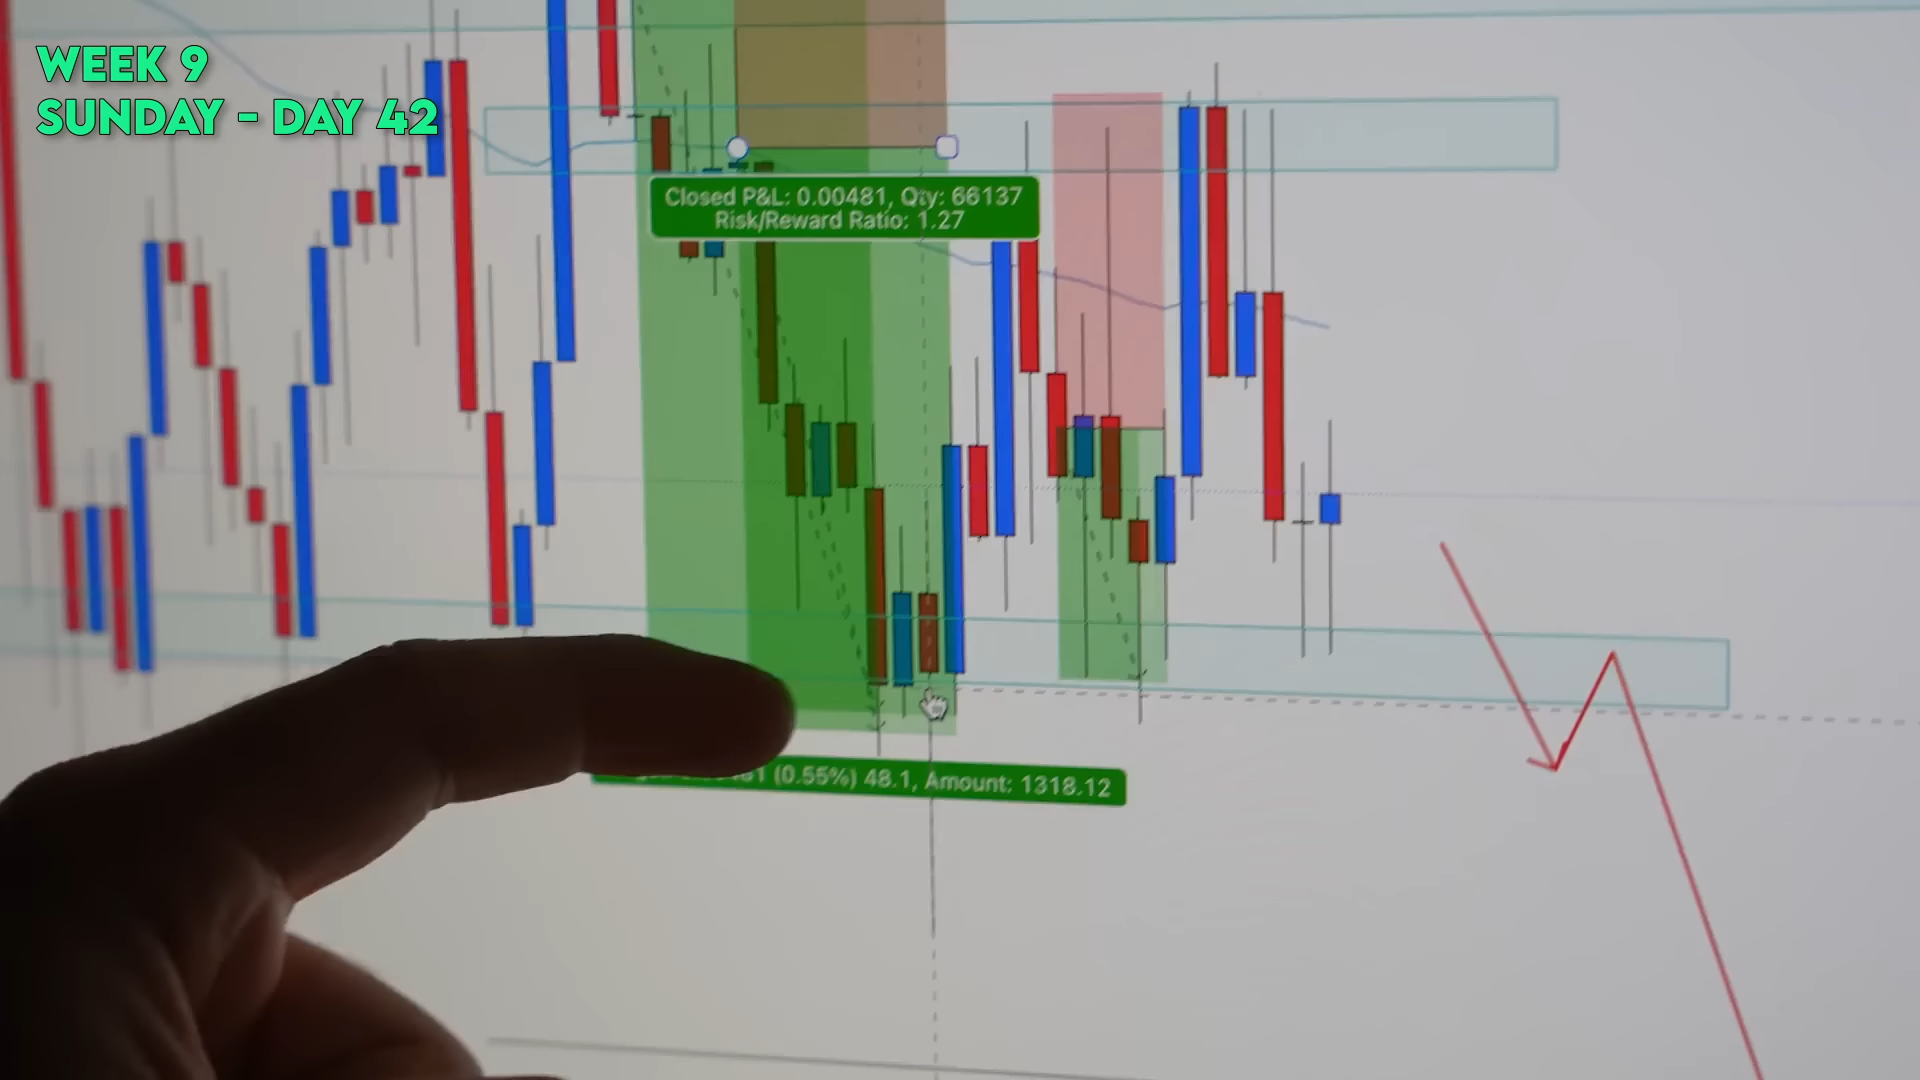 WEEK 9
SUNDAY - DAY 42
Closed P&L: 0.00481, Qty: 66137
Risk/Reward Ratio: 1.27
(0.55%) 48.1, Amount: 1318.12